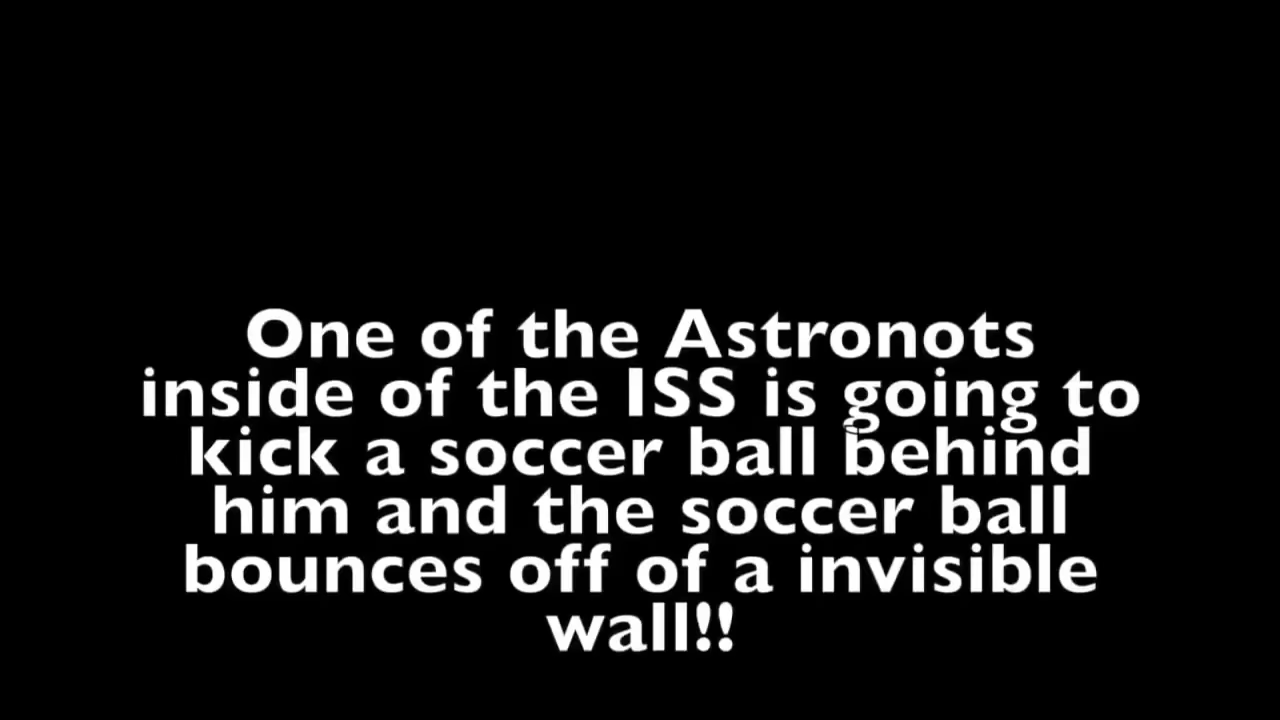 One of the Astronots
inside of the ISS is going to
kick a soccer ball behind
him and the soccer ball
bounces off of a invisible
wall!!